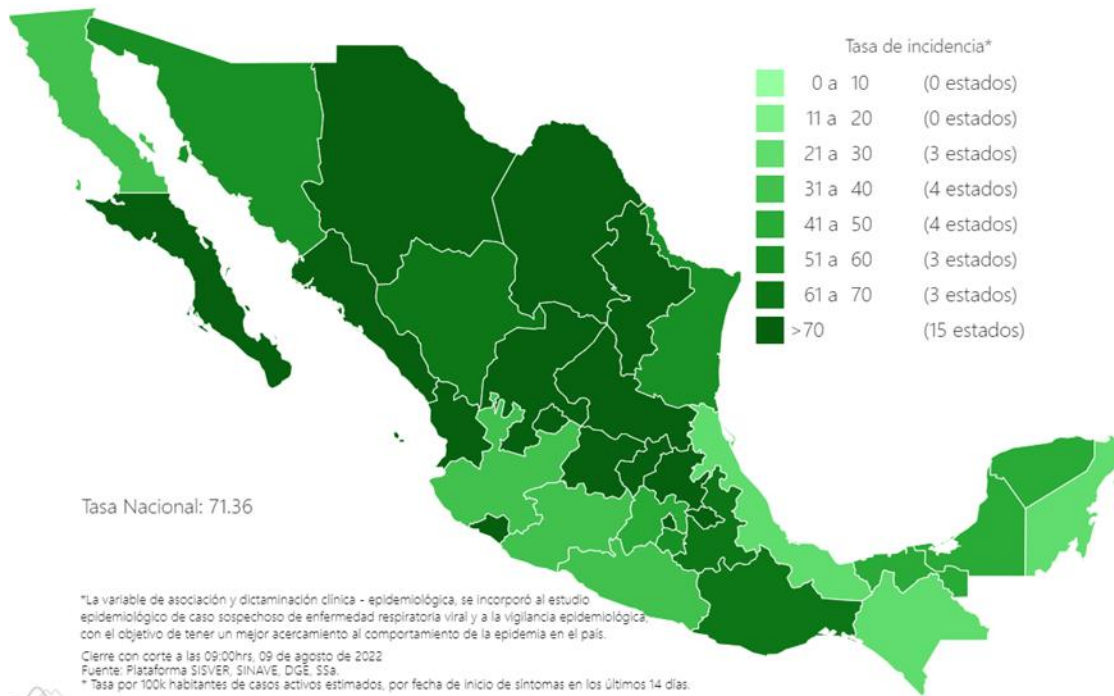 Tasa de incidencia*
0 a 10 (0 estados)
11 a 20 (0 estados)
21 a 30 (3 estados)
31 a 40 (4 estados)
41 a 50 (4 estados)
51 a 60 (3 estados)
61 a 70 (3 estados)
>70 (15 estados)
Tasa Nacional: 71.36
*La variable de asociación y dictaminación clínica - epidemiológica, se incorporó al estudio
epidemiológico de caso sospechoso de enfermedad respiratoria viral y a la vigilancia epidemiológica,
con el objetivo de tener un mejor acercamiento al comportamiento de la epidemia en el país.
Cierre con corte a las 09:00hrs, 09 de agosto de 2022
Fuente: Plataforma SISVER, SINAVE, DGE, SSa.
* Tasa por 100k habitantes de casos activos estimados, por fecha de inicio de síntomas en los últimos 14 días.